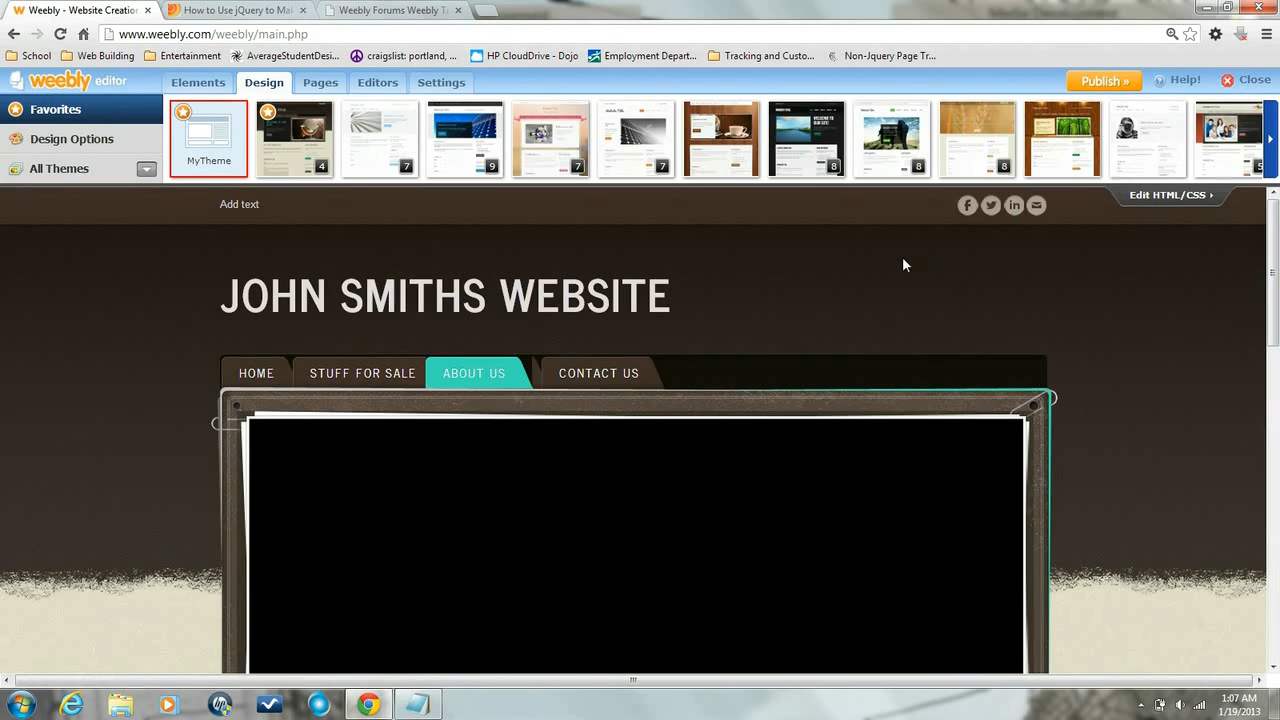 Weebly - Website Creation
How to Use jQuery to Mak
Weebly Forums Weebly T
www.weebly.com/weebly/main.php
School
Web Building
Entertainment
AverageStudentDesi...
craigslist: portland, ...
HP CloudDrive - Dojo
Employment Depart...
Tracking and Custom...
Non-Jquery Page Tr...
weebly editor
Elements
Design
Pages
Editors
Settings
Publish »
Help!
Close
Favorites
Design Options
All Themes
MyTheme
4
9
7
7
8
8
8
Add text
Edit HTML/CSS
JOHN SMITHS WEBSITE
HOME
STUFF FOR SALE
ABOUT US
CONTACT US
1:07 AM
1/19/2013